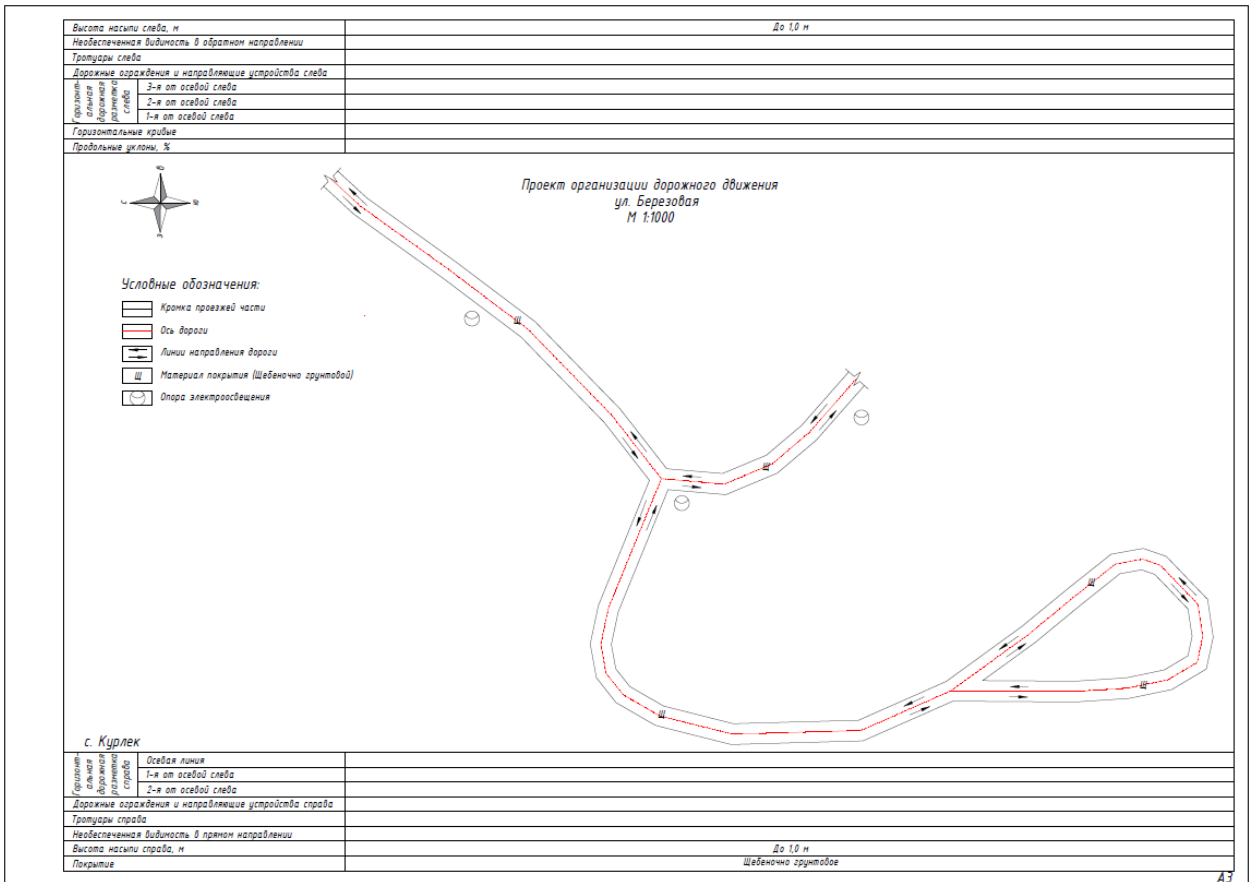 Высота насыпи слева, м
До 1,0 м
Необеспеченная видимость в обратном направлении
Тротуары слева
Дорожные ограждения и направляющие устройства слева
Горизонт-
альная
дорожная
разметка
слева
3-я от осевой слева
2-я от осевой слева
1-я от осевой слева
Горизонтальные кривые
Продольные уклоны, %
Проект организации дорожного движения
ул. Березовая
М 1:1000
Ю
С
В
З
Условные обозначения:
Кромка проезжей части
Ось дороги
Линии направления дороги
Щ Материал покрытия (Щебеночно грунтовой)
Опора электроосвещения
Щ
Щ
Щ
Щ
Щ
с. Курлек
Горизонт-
альная
дорожная
разметка
справа
Осевая линия
1-я от осевой слева
2-я от осевой слева
Дорожные ограждения и направляющие устройства справа
Тротуары справа
Необеспеченная видимость в прямом направлении
Высота насыпи справа, м
До 1,0 м
Покрытие
Щебеночно грунтовое
А3